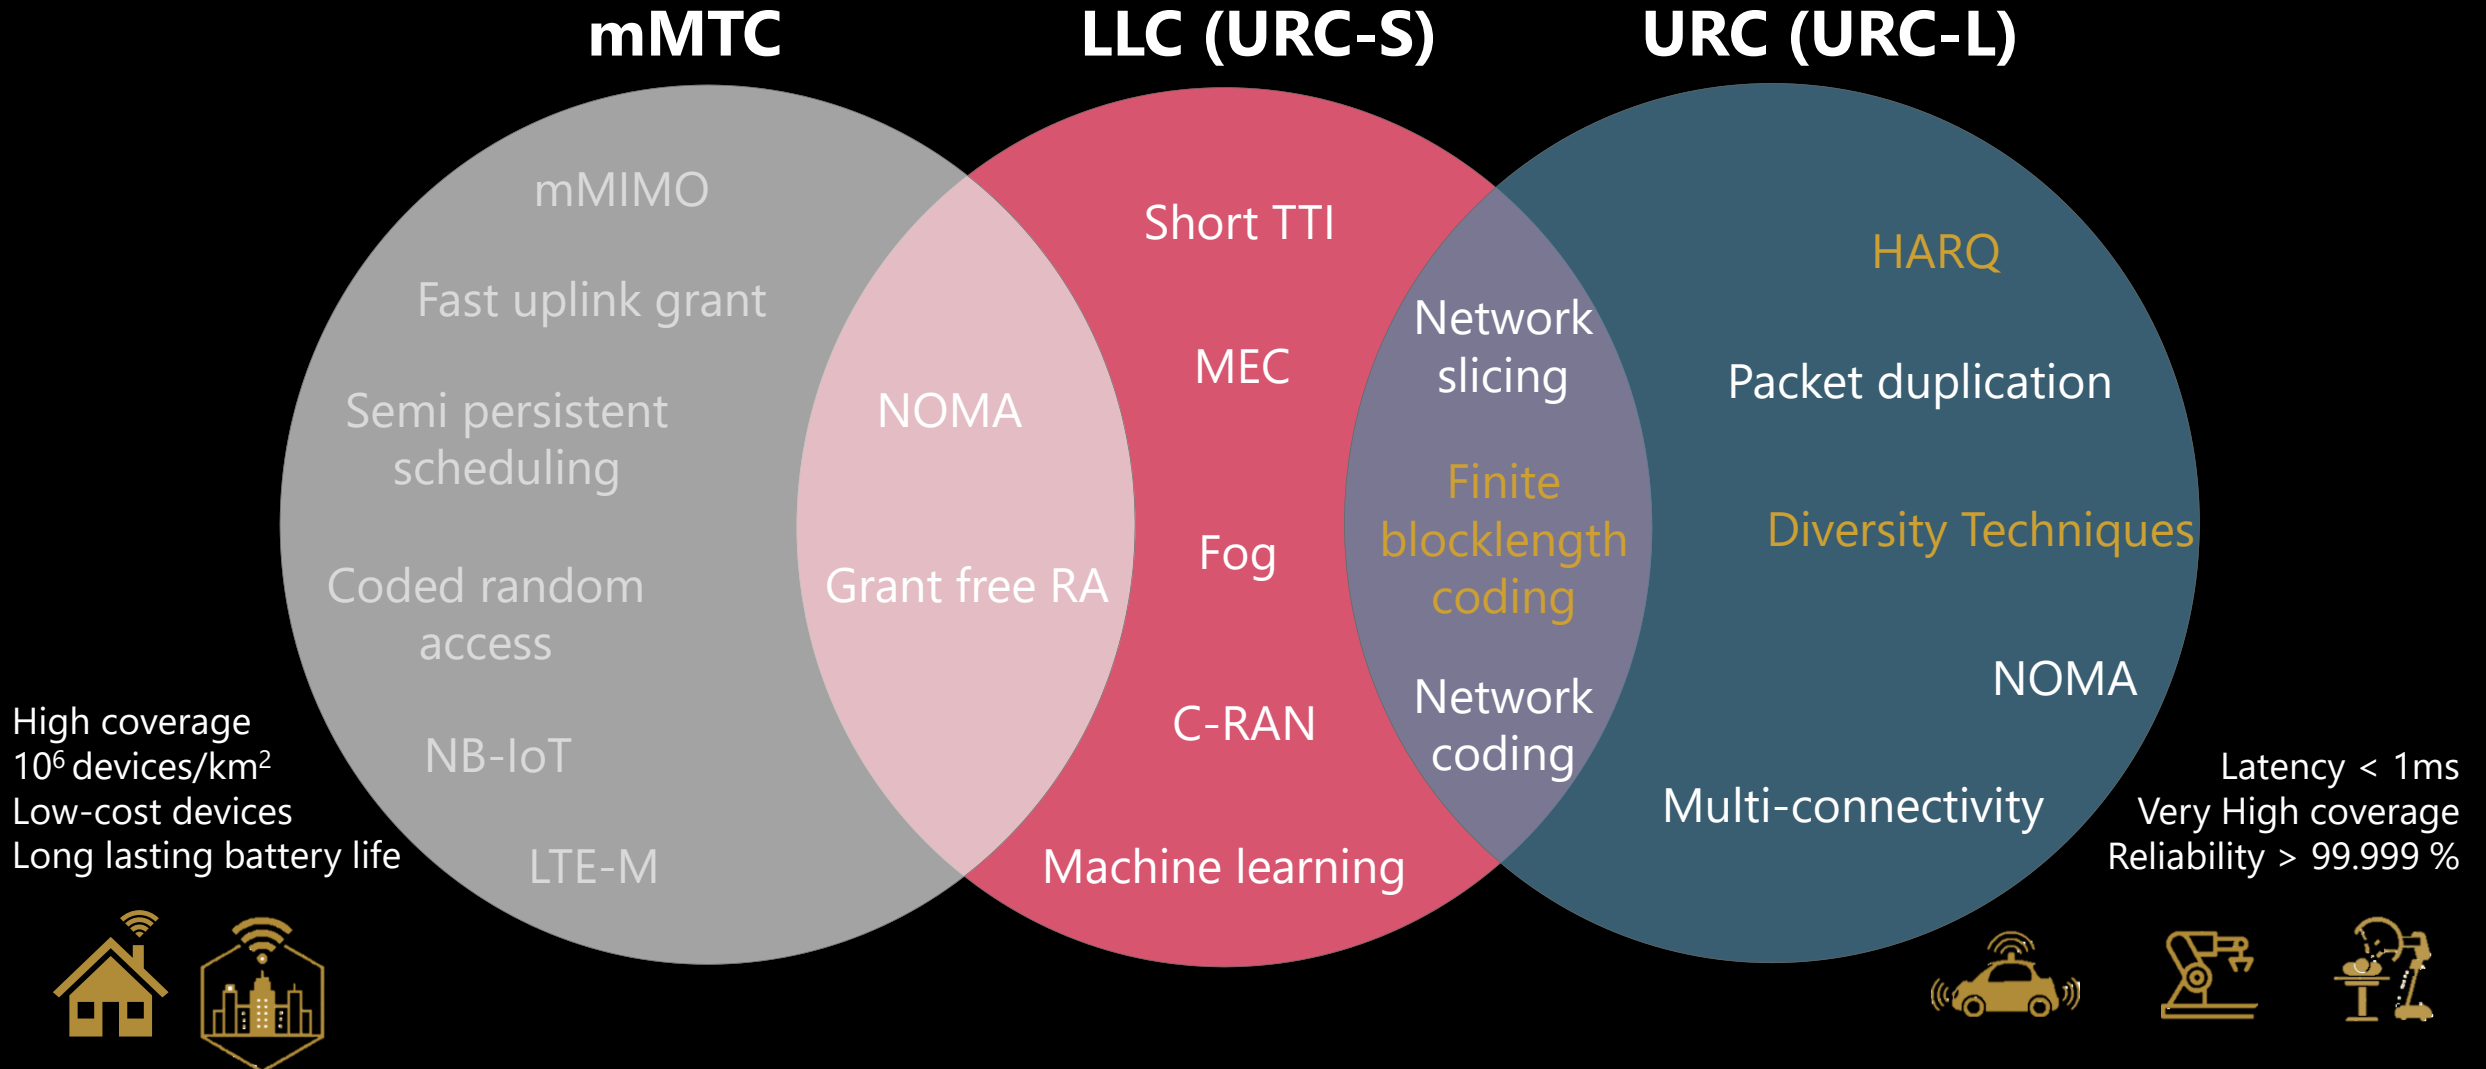 mMTC
LLC (URC-S)
URC (URC-L)
mMIMO
Fast uplink grant
Semi persistent
scheduling
Coded random
access
NB-IoT
LTE-M
NOMA
Grant free RA
Short TTI
MEC
Fog
C-RAN
Machine learning
Network
slicing
Finite
blocklength
coding
Network
coding
HARQ
Packet duplication
Diversity Techniques
NOMA
Multi-connectivity
High coverage
10⁶ devices/km²
Low-cost devices
Long lasting battery life
Latency < 1ms
Very High coverage
Reliability > 99.999 %